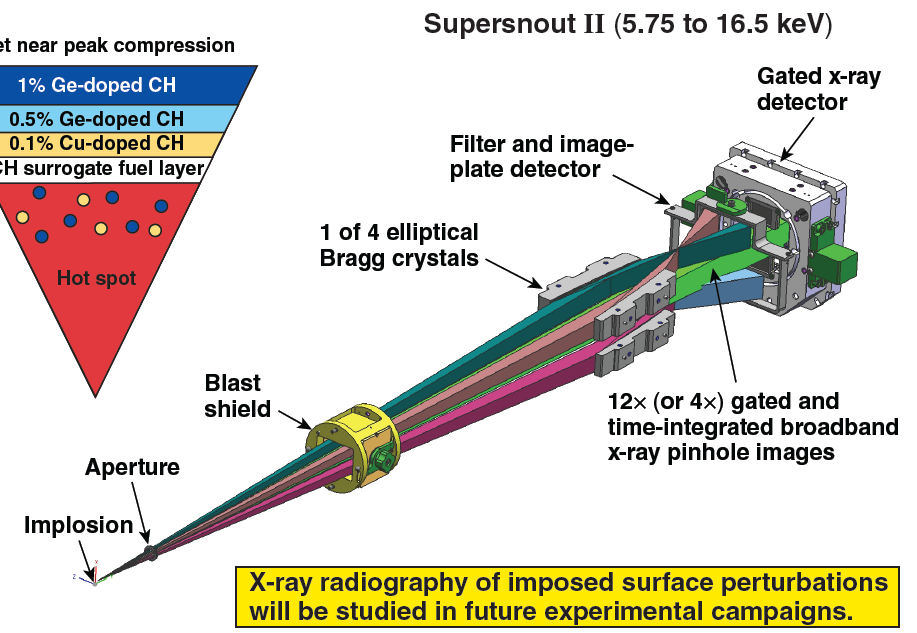 Supersnout II (5.75 to 16.5 keV)
near peak compression
1% Ge-doped CH
0.5% Ge-doped CH
0.1% Cu-doped CH
CH surrogate fuel layer
Hot spot
Gated x-ray
detector
Filter and image-
plate detector
1 of 4 elliptical
Bragg crystals
Blast
shield
12× (or 4×) gated and
time-integrated broadband
x-ray pinhole images
Aperture
Implosion
X-ray radiography of imposed surface perturbations
will be studied in future experimental campaigns.